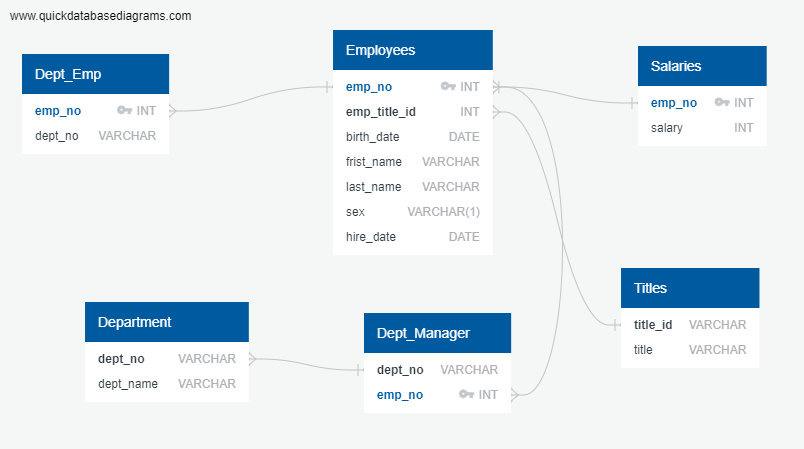 www.quickdatabasediagrams.com
Dept_Emp
emp_no INT
dept_no VARCHAR
Employees
emp_no INT
emp_title_id INT
birth_date DATE
frist_name VARCHAR
last_name VARCHAR
sex VARCHAR(1)
hire_date DATE
Salaries
emp_no INT
salary INT
Department
dept_no VARCHAR
dept_name VARCHAR
Dept_Manager
dept_no VARCHAR
emp_no INT
Titles
title_id VARCHAR
title VARCHAR